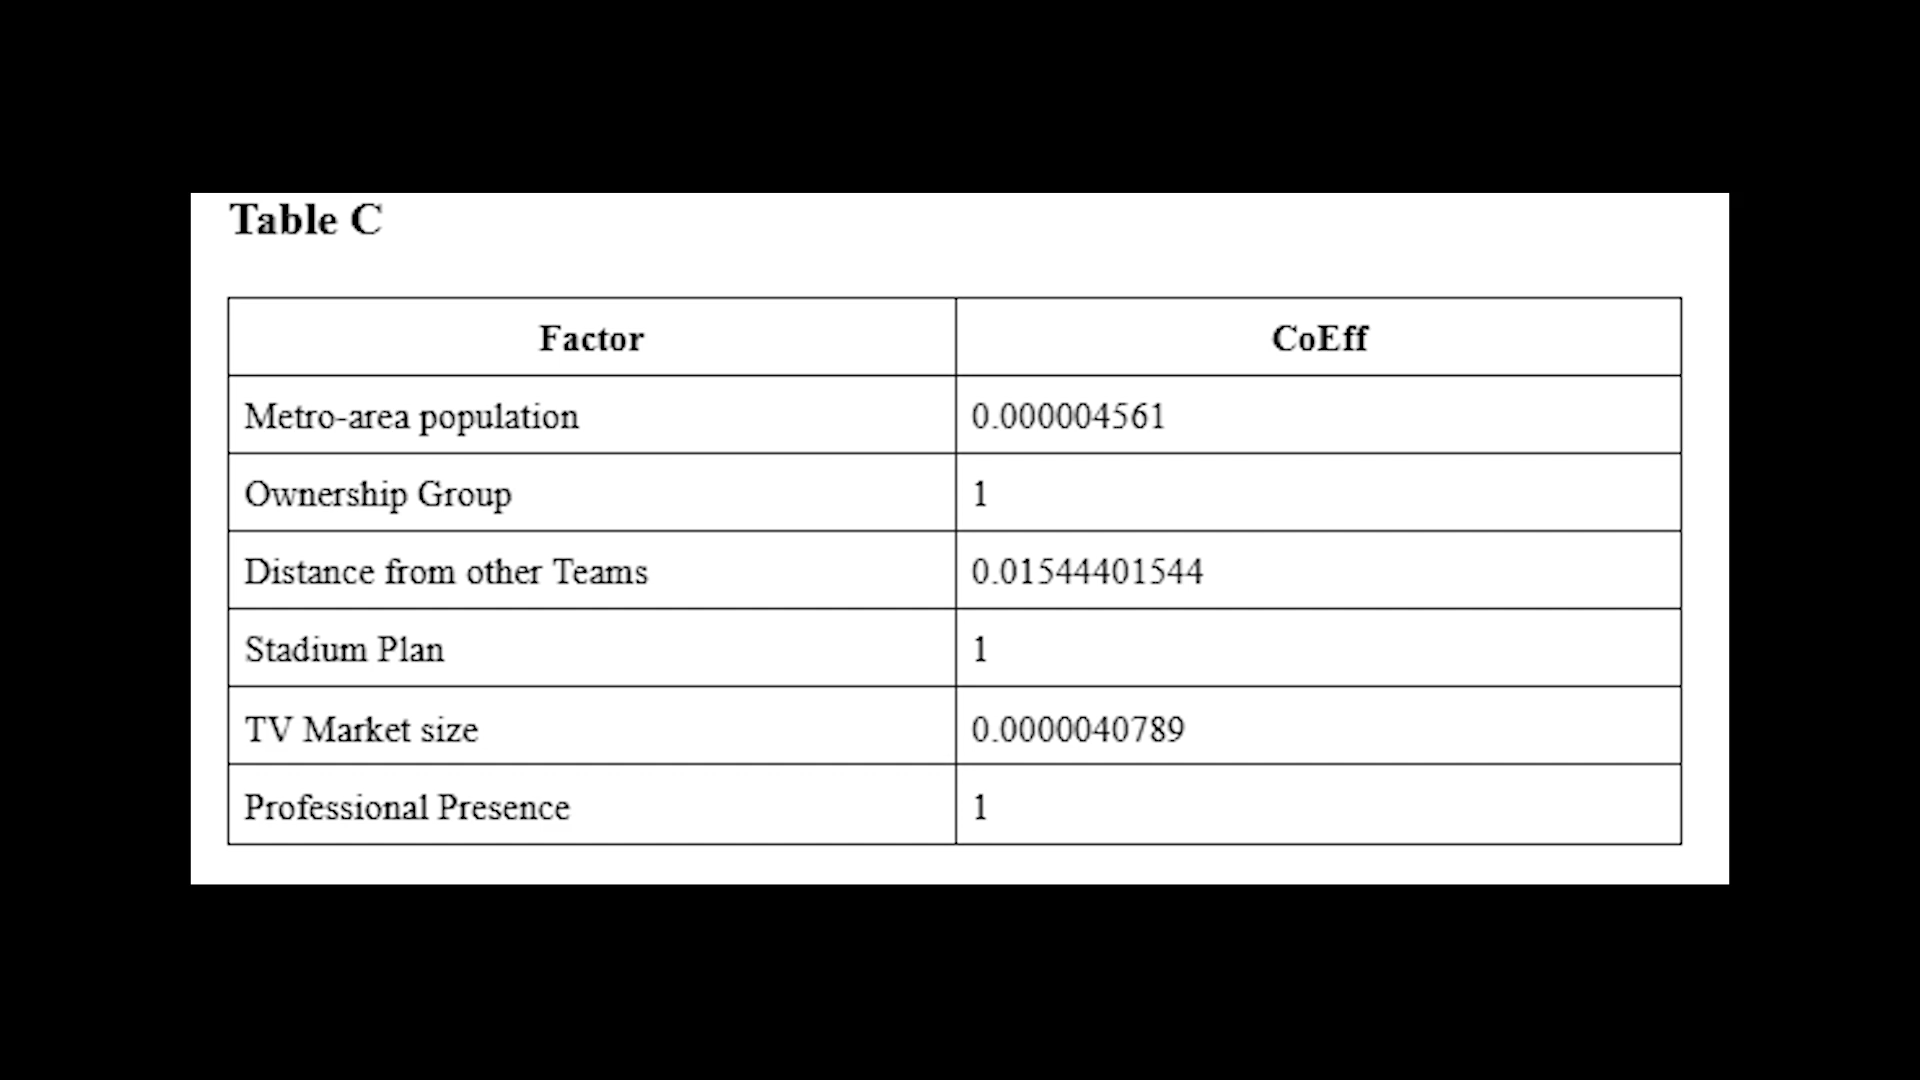 Table C
Factor CoEff
Metro-area population 0.000004561
Ownership Group 1
Distance from other Teams 0.01544401544
Stadium Plan 1
TV Market size 0.0000040789
Professional Presence 1